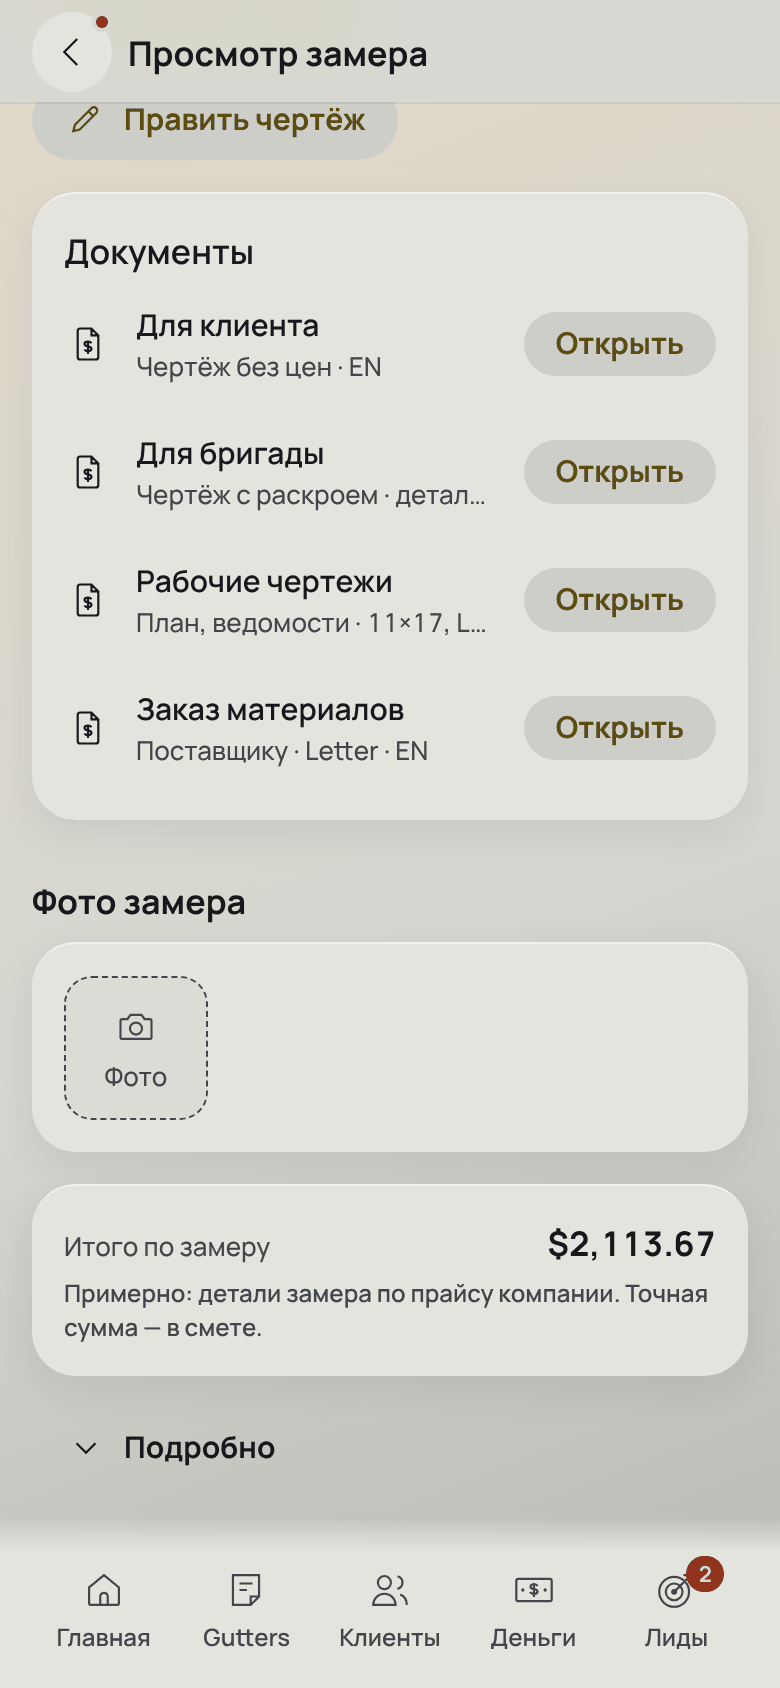 Просмотр замера
Править чертёж
Документы
Для клиента
Чертёж без цен · EN
Открыть
Для бригады
Чертёж с раскроем · детал...
Открыть
Рабочие чертежи
План, ведомости · 11×17, L...
Открыть
Заказ материалов
Поставщику · Letter · EN
Открыть
Фото замера
Фото
Итого по замеру
$2,113.67
Примерно: детали замера по прайсу компании. Точная
сумма — в смете.
Подробно
2
Главная
Gutters
Клиенты
Деньги
Лиды